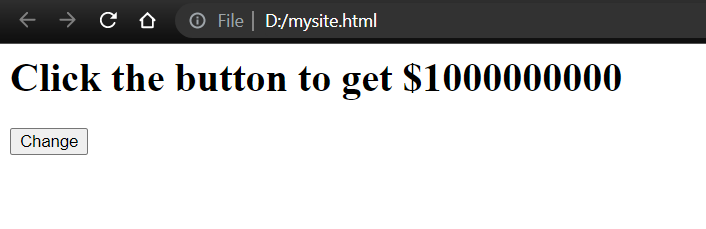 File | D:/mysite.html
Click the button to get $1000000000
Change